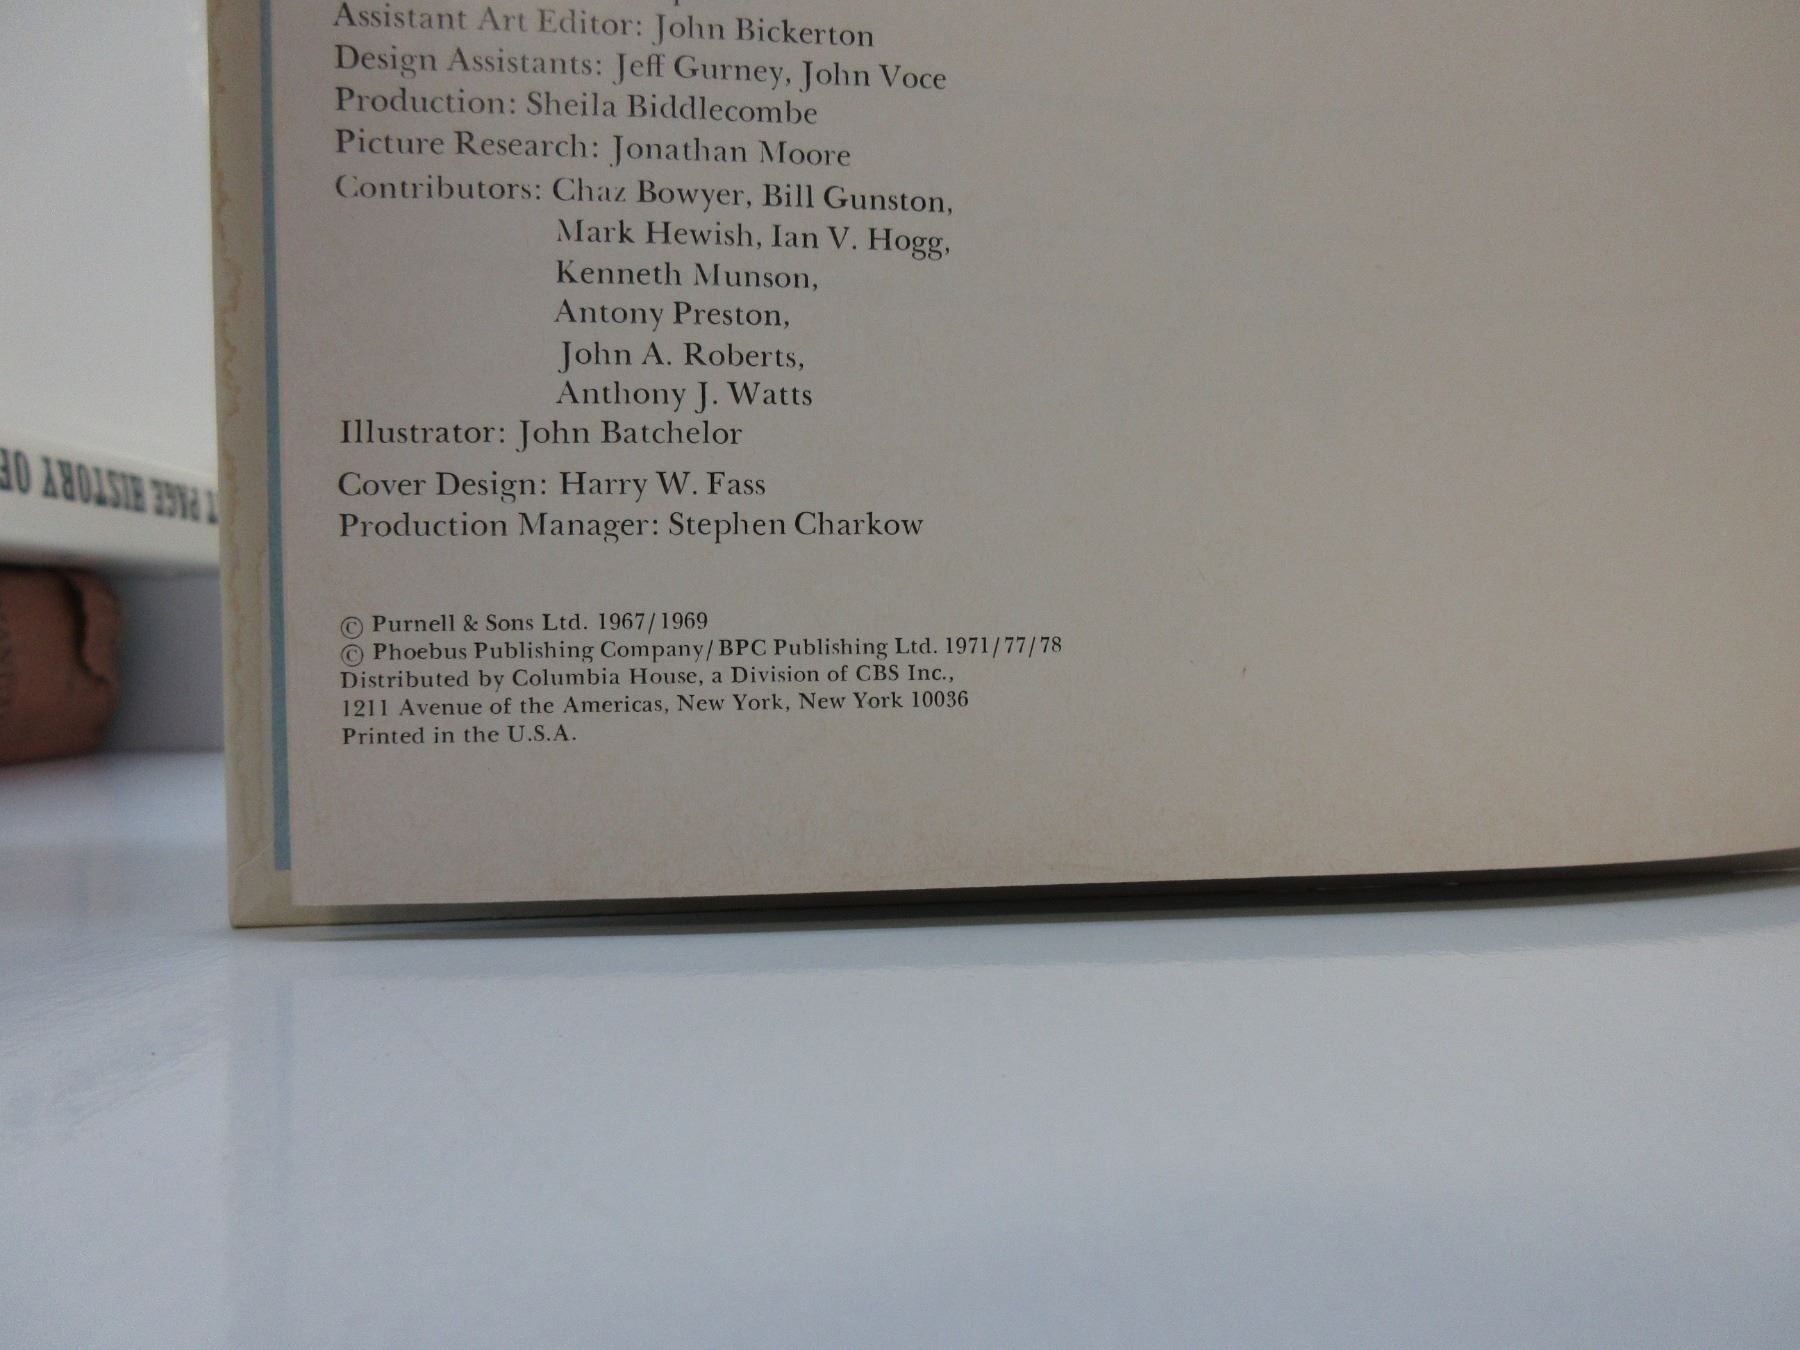 Assistant Art Editor: John Bickerton
Design Assistants: Jeff Gurney, John Voce
Production: Sheila Biddlecombe
Picture Research: Jonathan Moore
Contributors: Chaz Bowyer, Bill Gunston,
Mark Hewish, Ian V. Hogg,
Kenneth Munson,
Antony Preston,
John A. Roberts,
Anthony J. Watts
Illustrator: John Batchelor
Cover Design: Harry W. Fass
Production Manager: Stephen Charkow
© Purnell & Sons Ltd. 1967/1969
© Phoebus Publishing Company/BPC Publishing Ltd. 1971/77/78
Distributed by Columbia House, a Division of CBS Inc.,
1211 Avenue of the Americas, New York, New York 10036
Printed in the U.S.A.
PAGE HISTORY OF